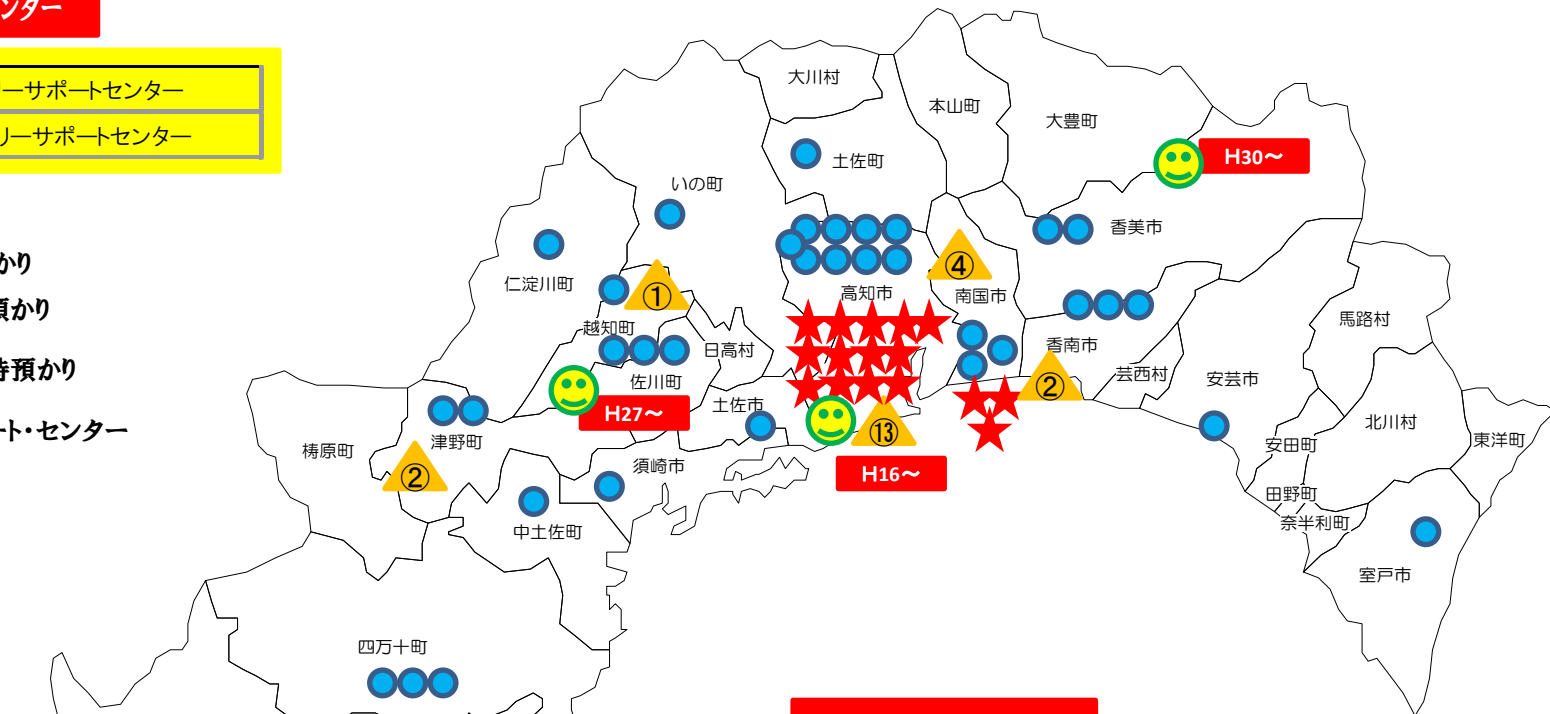 ンター
リーサポートセンター
リーサポートセンター
かり
預かり
時預かり
ート・センター
大川村
本山町
大豊町
土佐町
H30～
いの町
香美市
仁淀川町
④
①
高知市
南国市
越知町
馬路村
日高村
香南市
佐川町
芸西村
安芸市
②
H27～
土佐市
⑬
北川村
津野町
梼原町
安田町
東洋町
②
須崎市
H16～
田野町
奈半利町
中土佐町
室戸市
四万十町